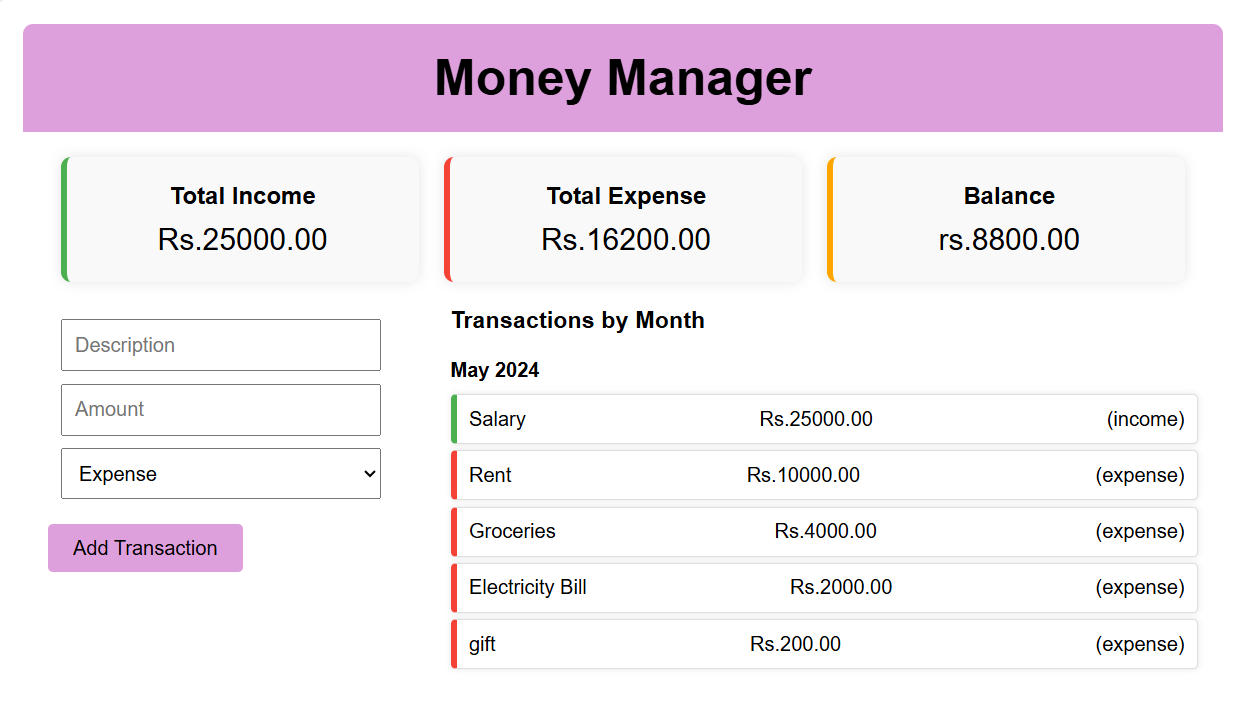 Money Manager
Total Income
Rs.25000.00
Total Expense
Rs.16200.00
Balance
rs.8800.00
Description
Amount
Expense
Add Transaction
Transactions by Month
May 2024
Salary Rs.25000.00 (income)
Rent Rs.10000.00 (expense)
Groceries Rs.4000.00 (expense)
Electricity Bill Rs.2000.00 (expense)
gift Rs.200.00 (expense)